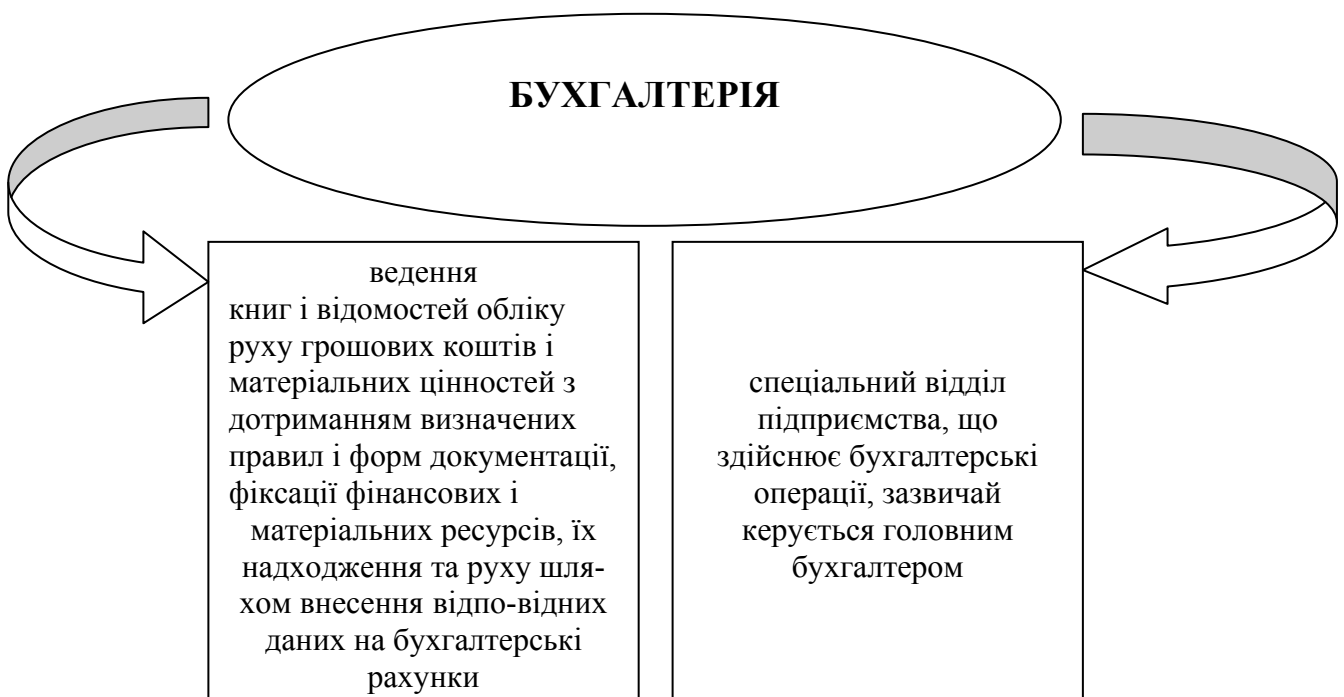 БУХГАЛТЕРІЯ
ведення
книг і відомостей обліку
руху грошових коштів і
матеріальних цінностей з
дотриманням визначених
правил і форм документації,
фіксації фінансових і
матеріальних ресурсів, їх
надходження та руху шля-
хом внесення відпо-відних
даних на бухгалтерські
рахунки
спеціальний відділ
підприємства, що
здійснює бухгалтерські
операції, зазвичай
керується головним
бухгалтером